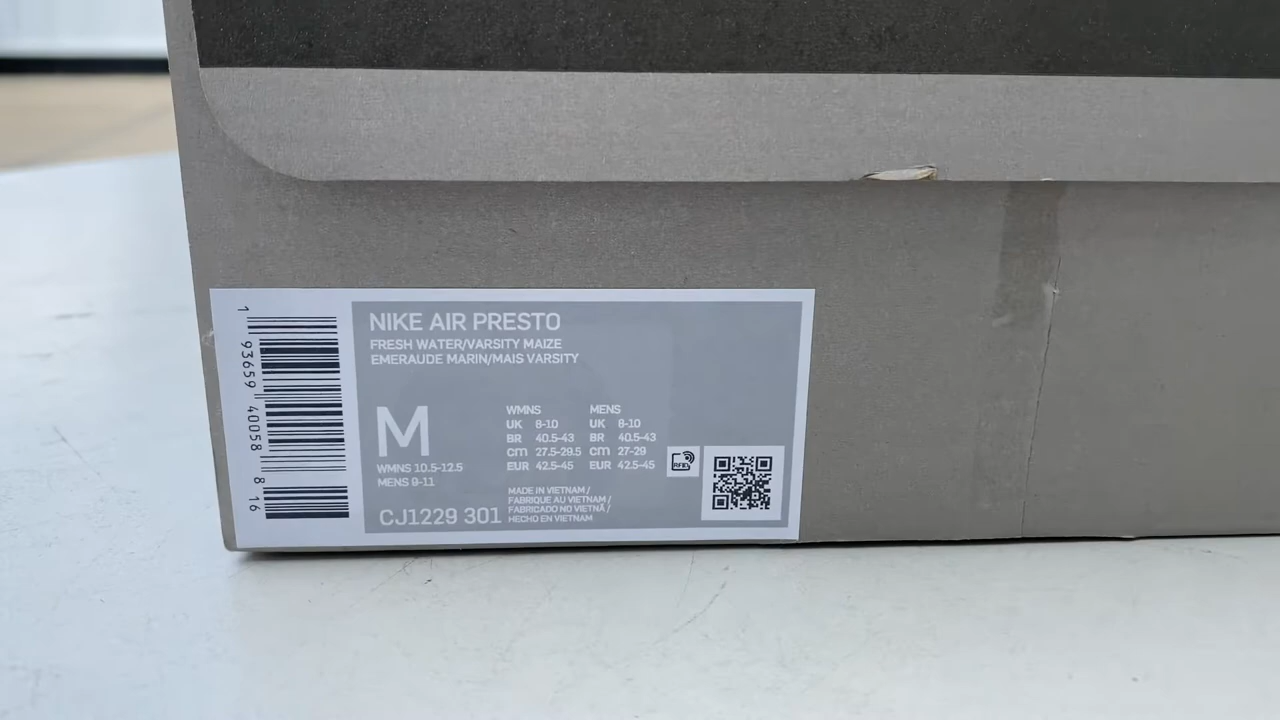 1 93659 40058 8 16
NIKE AIR PRESTO
FRESH WATER/VARSITY MAIZE
EMERAUDE MARIN/MAIS VARSITY
M
WMNS 10.5-12.5
MENS 9-11
WMNS MENS
UK 8-10 UK 8-10
BR 40.5-43 BR 40.5-43
cm 27.5-29.5 cm 27-29
EUR 42.5-45 EUR 42.5-45
RFID
CJ1229 301
MADE IN VIETNAM /
FABRIQUE AU VIETNAM /
FABRICADO NO VIETNÃ /
HECHO EN VIETNAM